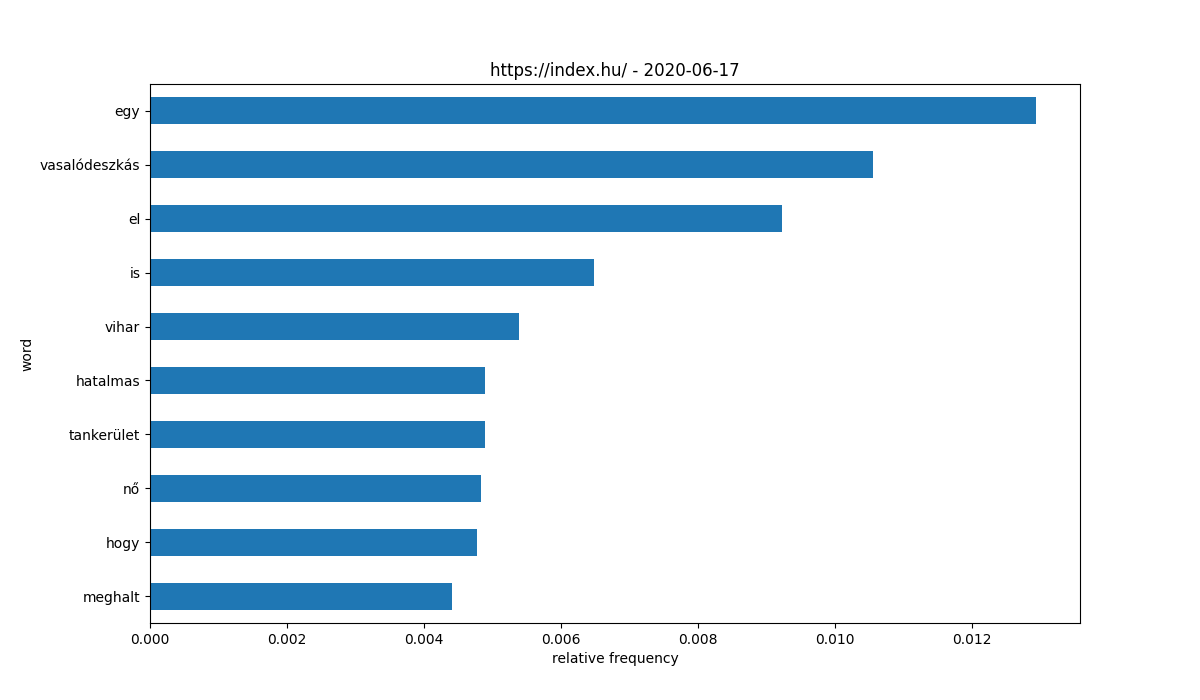 https://index.hu/ - 2020-06-17
egy
vasalódeszkás
el
is
vihar
hatalmas
tankerület
nő
hogy
meghalt
word
0.000 0.002 0.004 0.006 0.008 0.010 0.012
relative frequency